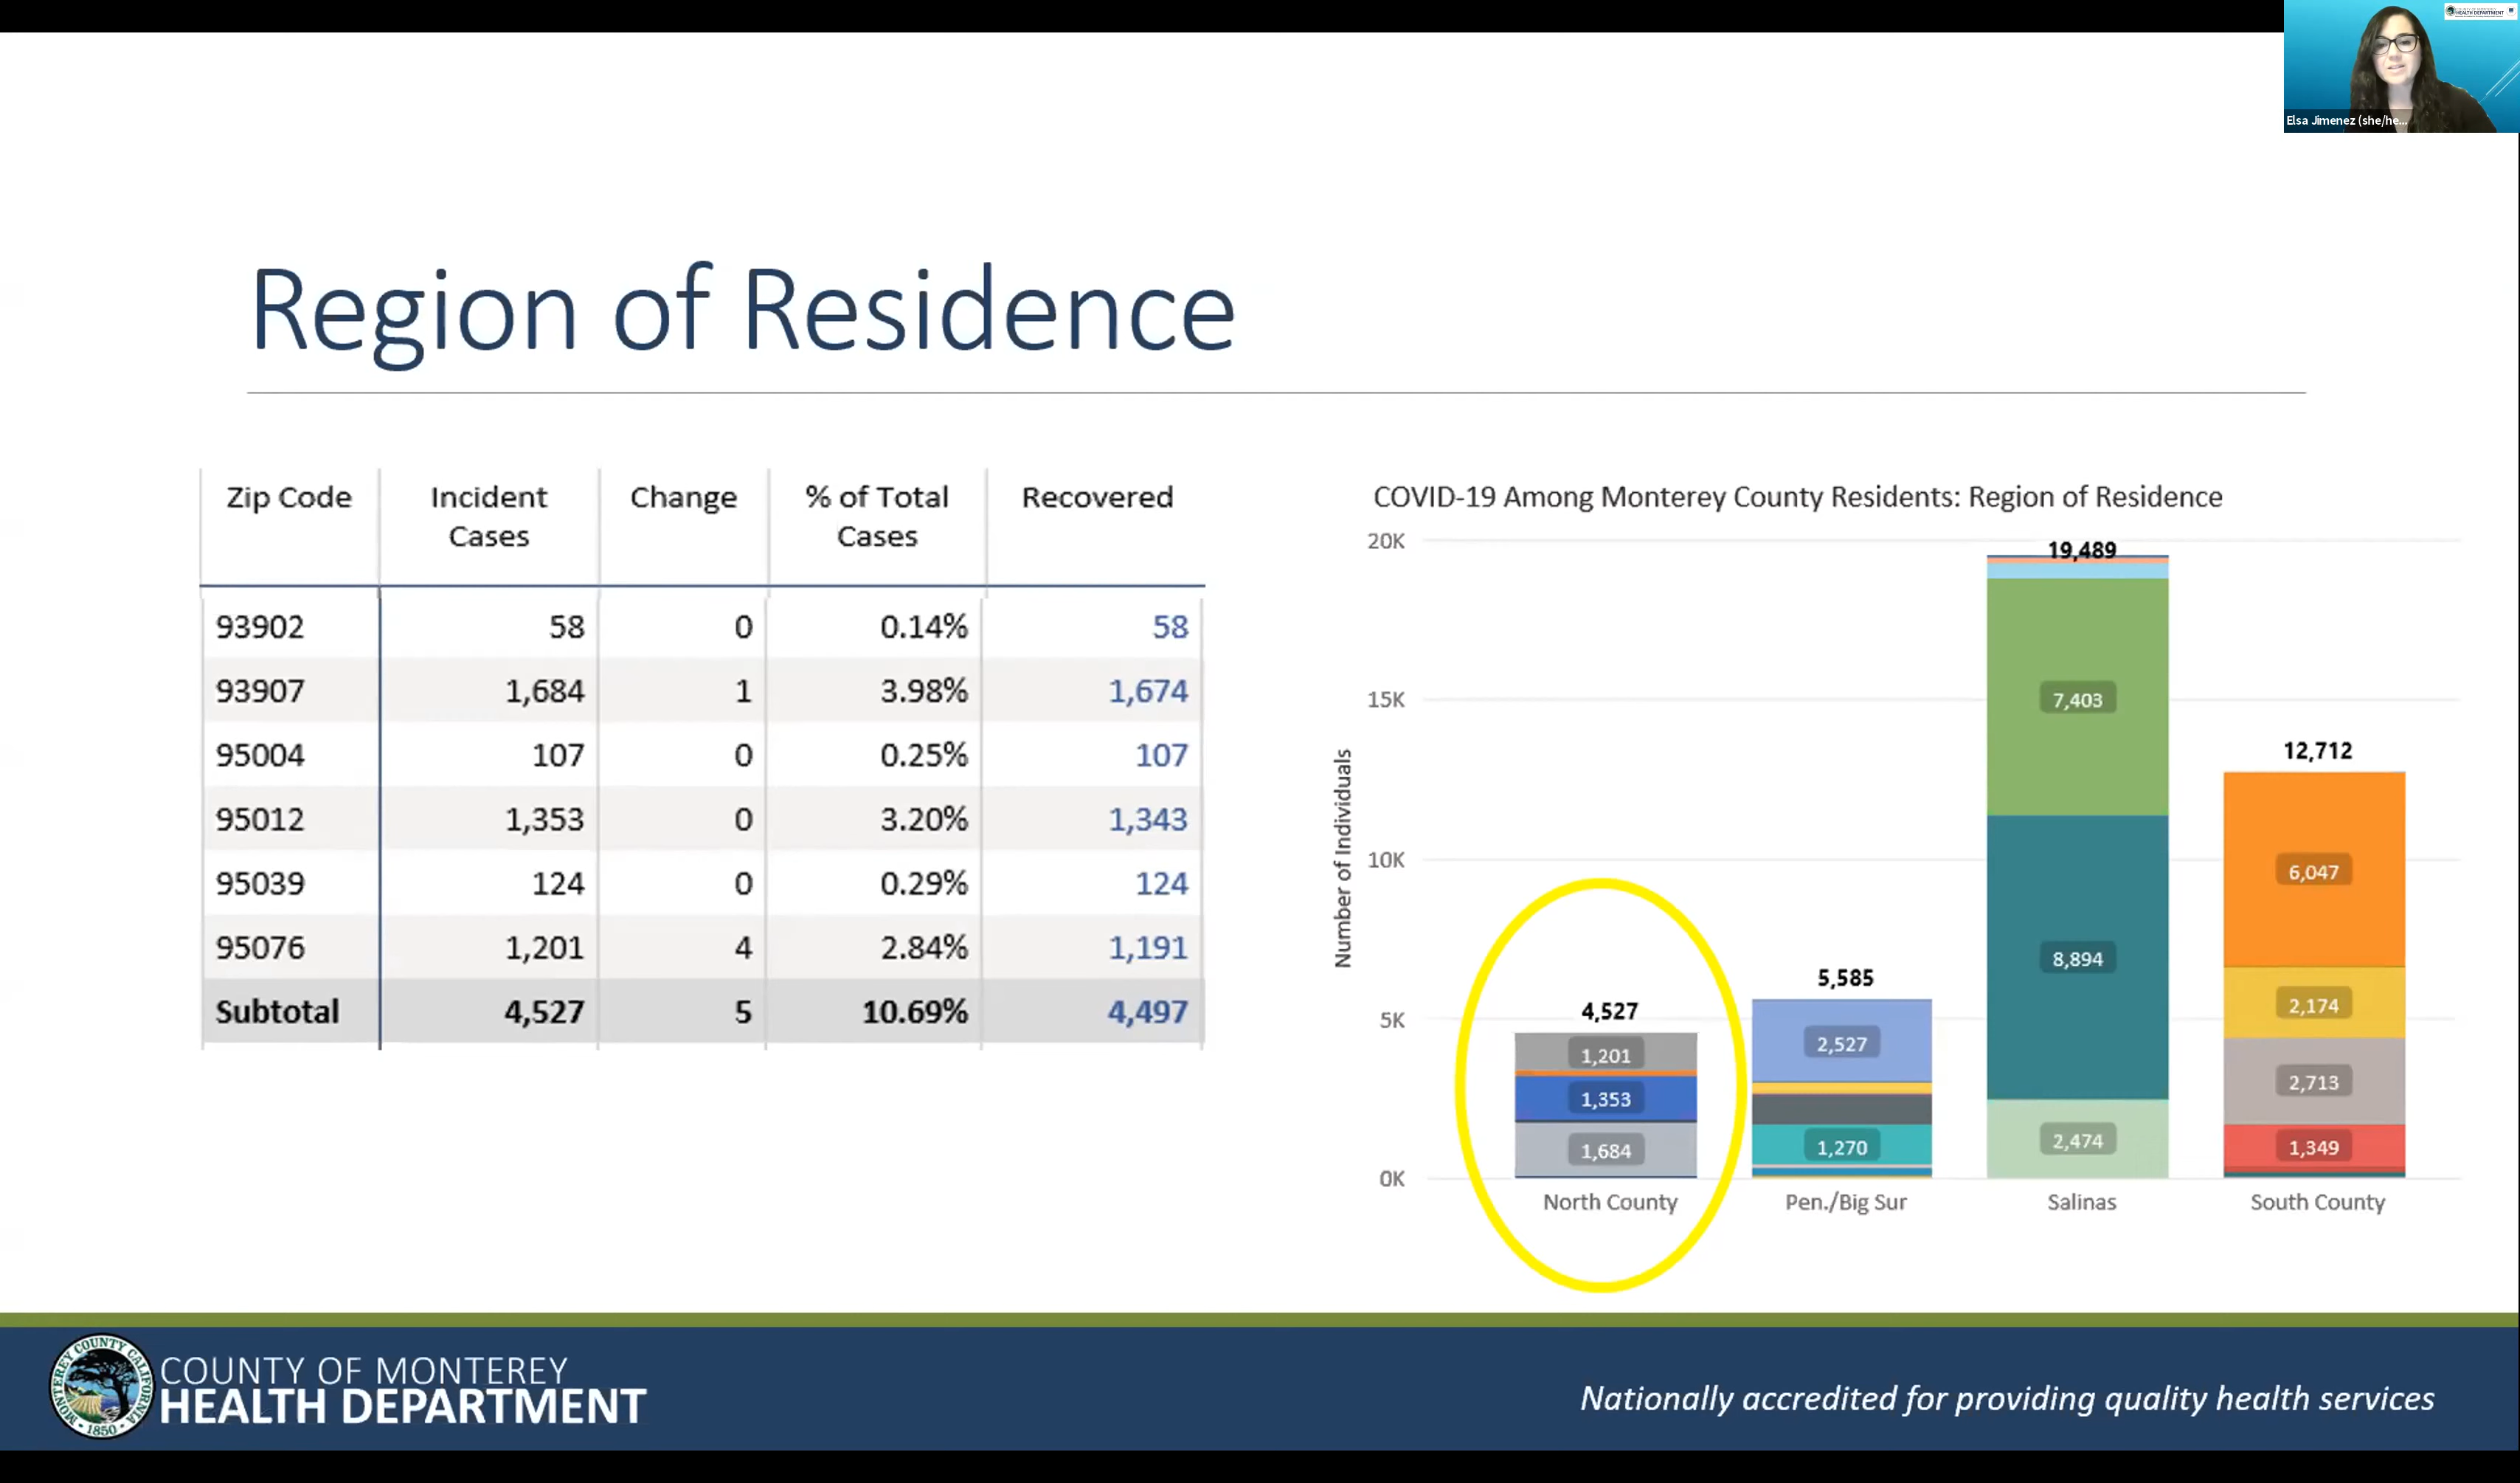 HEALTH DEPARTMENT
Elsa Jimenez (she/he...
Region of Residence
Zip Code Incident Cases Change % of Total Cases Recovered
93902 58 0 0.14% 58
93907 1,684 1 3.98% 1,674
95004 107 0 0.25% 107
95012 1,353 0 3.20% 1,343
95039 124 0 0.29% 124
95076 1,201 4 2.84% 1,191
Subtotal 4,527 5 10.69% 4,497
COVID-19 Among Monterey County Residents: Region of Residence
Number of Individuals
20K
15K
10K
5K
0K
4,527
1,201
1,353
1,684
North County
5,585
2,527
1,270
Pen./Big Sur
19,489
7,403
8,894
2,474
Salinas
12,712
6,047
2,174
2,713
1,349
South County
MONTEREY COUNTY CALIFORNIA
1850
COUNTY OF MONTEREY
HEALTH DEPARTMENT
Nationally accredited for providing quality health services